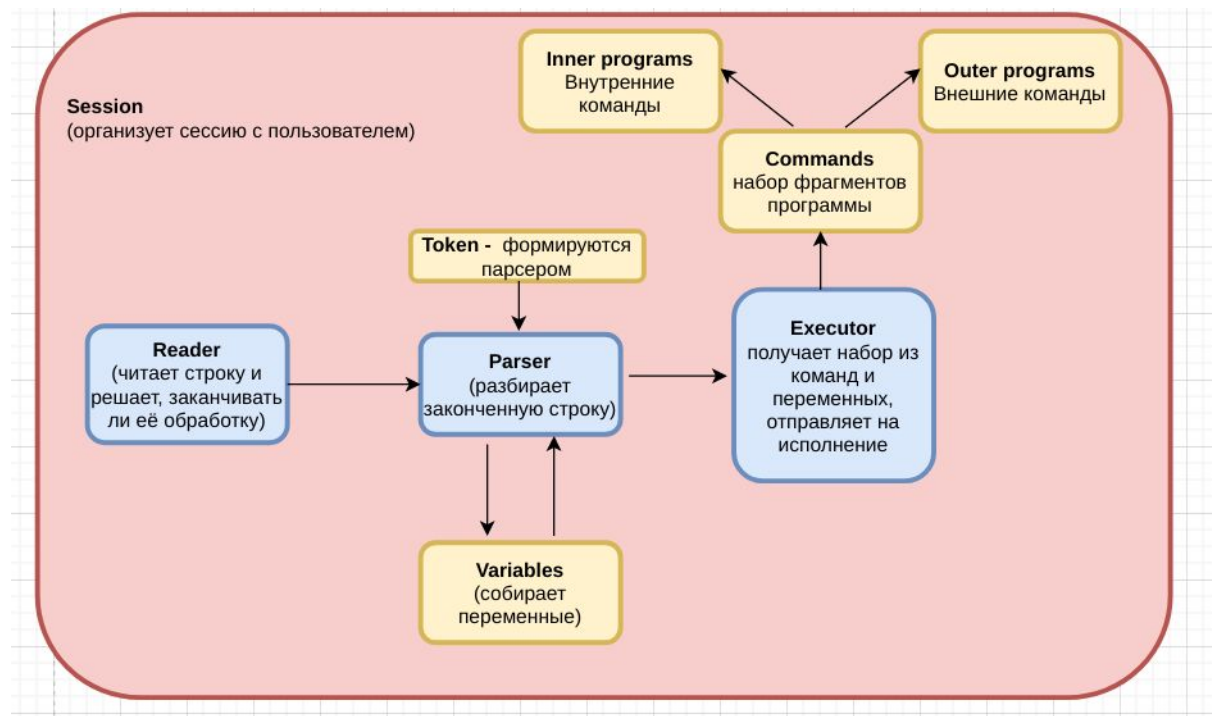 Session
(организует сессию с пользователем)
Inner programs
Внутренние
команды
Outer programs
Внешние команды
Commands
набор фрагментов
программы
Token - формируются
парсером
Reader
(читает строку и
решает, заканчивать
ли её обработку)
Parser
(разбирает
законченную строку)
Executor
получает набор из
команд и
переменных,
отправляет на
исполнение
Variables
(собирает
переменные)